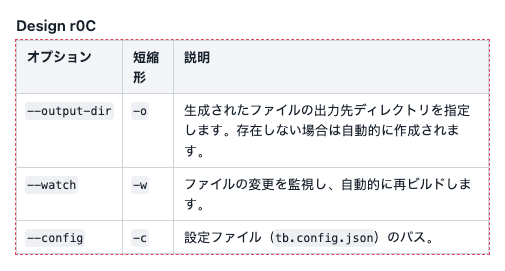 Design r0C
オプション 短縮 説明
形
--output-dir -o 生成されたファイルの出力先ディレクトリを指定
します。存在しない場合は自動的に作成されま
す。
--watch -w ファイルの変更を監視し、自動的に再ビルドしま
す。
--config -c 設定ファイル（tb.config.json）のパス。